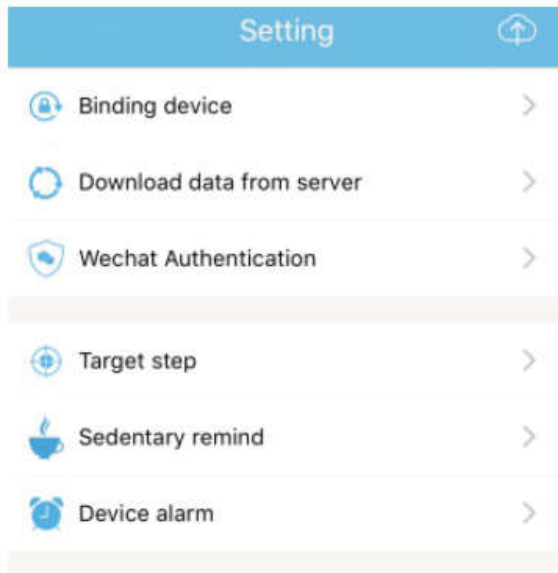 Setting
Binding device
Download data from server
Wechat Authentication
Target step
Sedentary remind
Device alarm